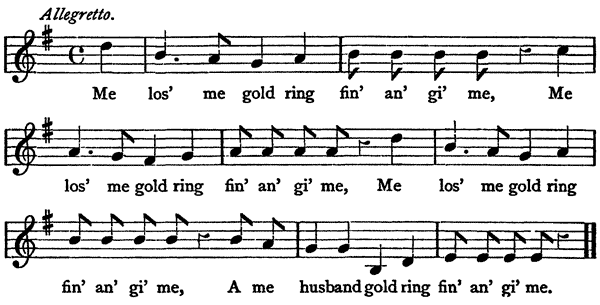 Allegretto.
Me los' me gold ring fin' an' gi' me, Me
los' me gold ring fin' an' gi' me, Me los' me gold ring
fin' an' gi' me, A me husband gold ring fin' an' gi' me.